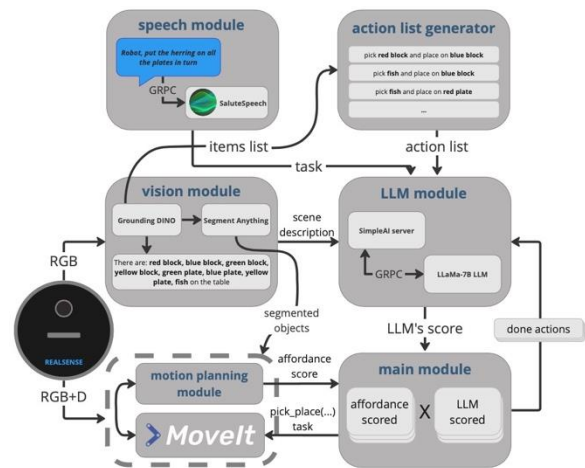 speech module
Robot, put the herring on all
the plates in turn
GRPC
SaluteSpeech
action list generator
pick red block and place on blue block
pick fish and place on blue block
pick fish and place on red plate
...
items list
task
action list
vision module
Grounding DINO
Segment Anything
There are: red block, blue block, green block,
yellow block, green plate, blue plate, yellow
plate, fish on the table
scene
description
LLM module
SimpleAI server
GRPC
LLaMa-7B LLM
RGB
REALSENSE
RGB+D
segmented
objects
LLM's score
done actions
motion planning
module
MoveIt
affordance
score
pick_place(...)
task
main module
affordance
scored
X
LLM
scored